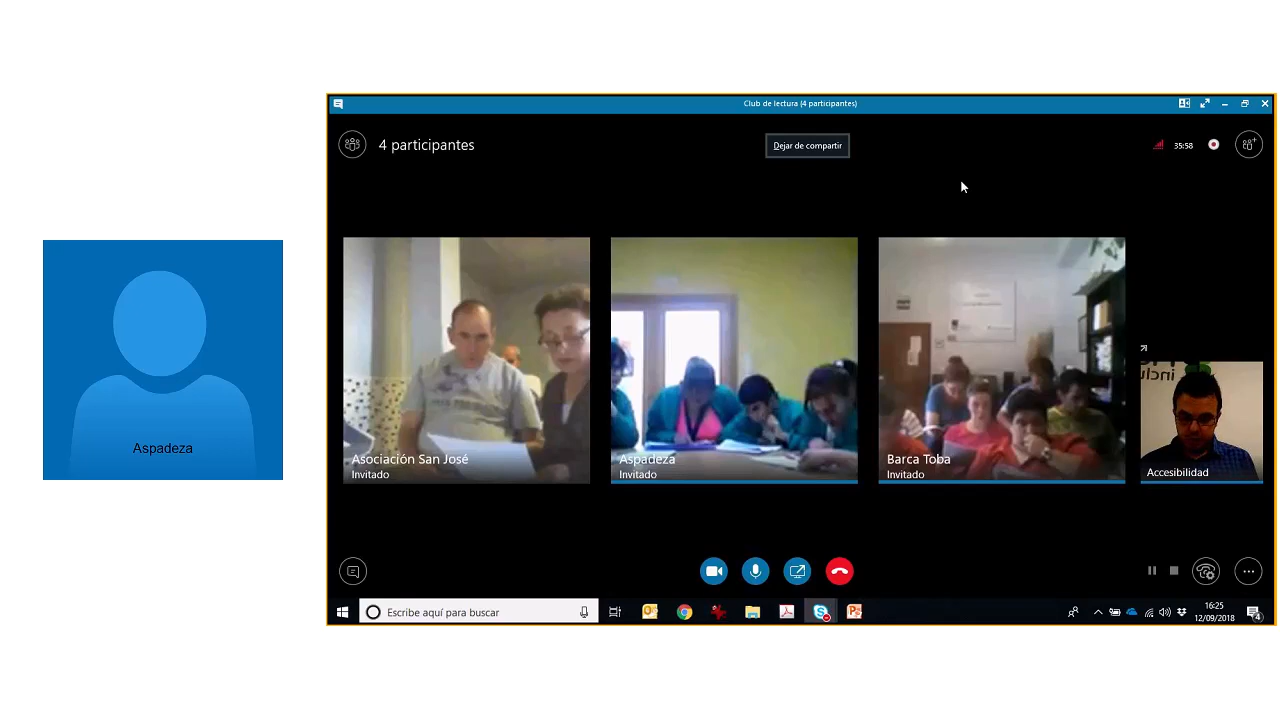 Club de lectura (4 participantes)
4 participantes
Dejar de compartir
35:58
Aspadeza
Asociación San José
Invitado
Aspadeza
Invitado
Barca Toba
Invitado
Accesibilidad
Escribe aquí para buscar
16:25
12/09/2018
4